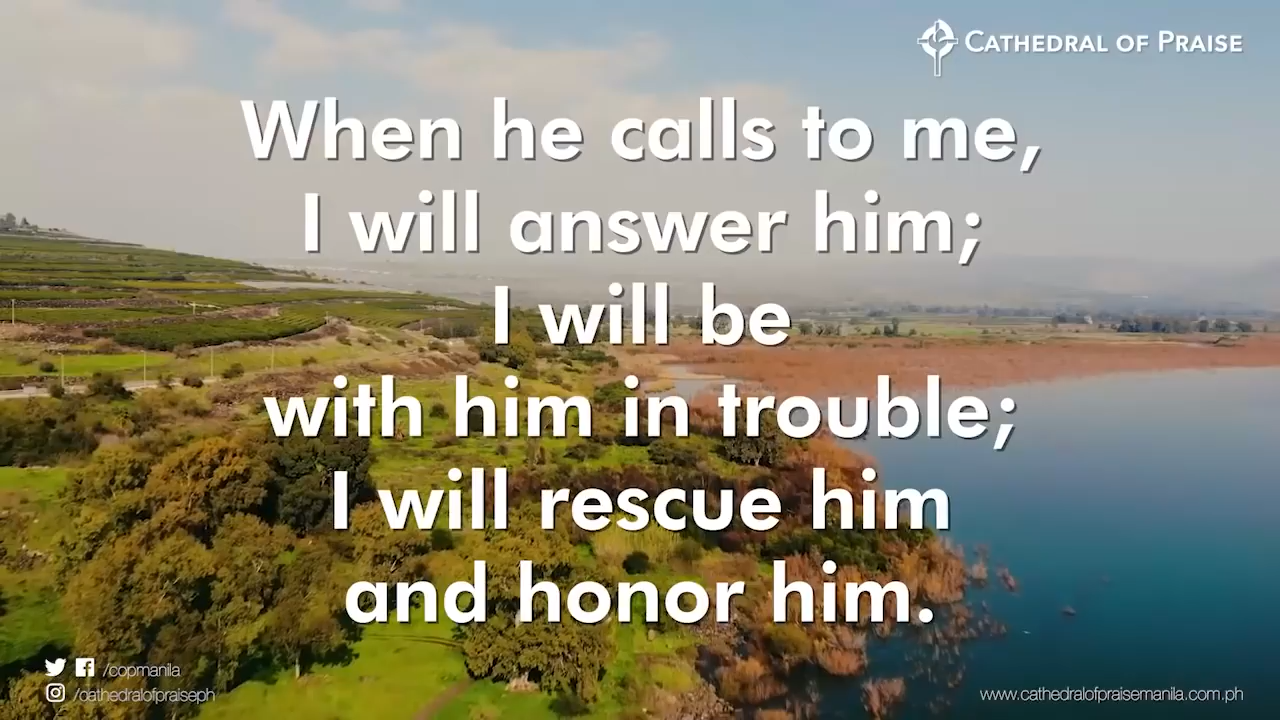 CATHEDRAL OF PRAISE
When he calls to me,
I will answer him;
I will be
with him in trouble;
I will rescue him
and honor him.
/copmanila
/cathedralofpraiseph
www.cathedralofpraisemanila.com.ph